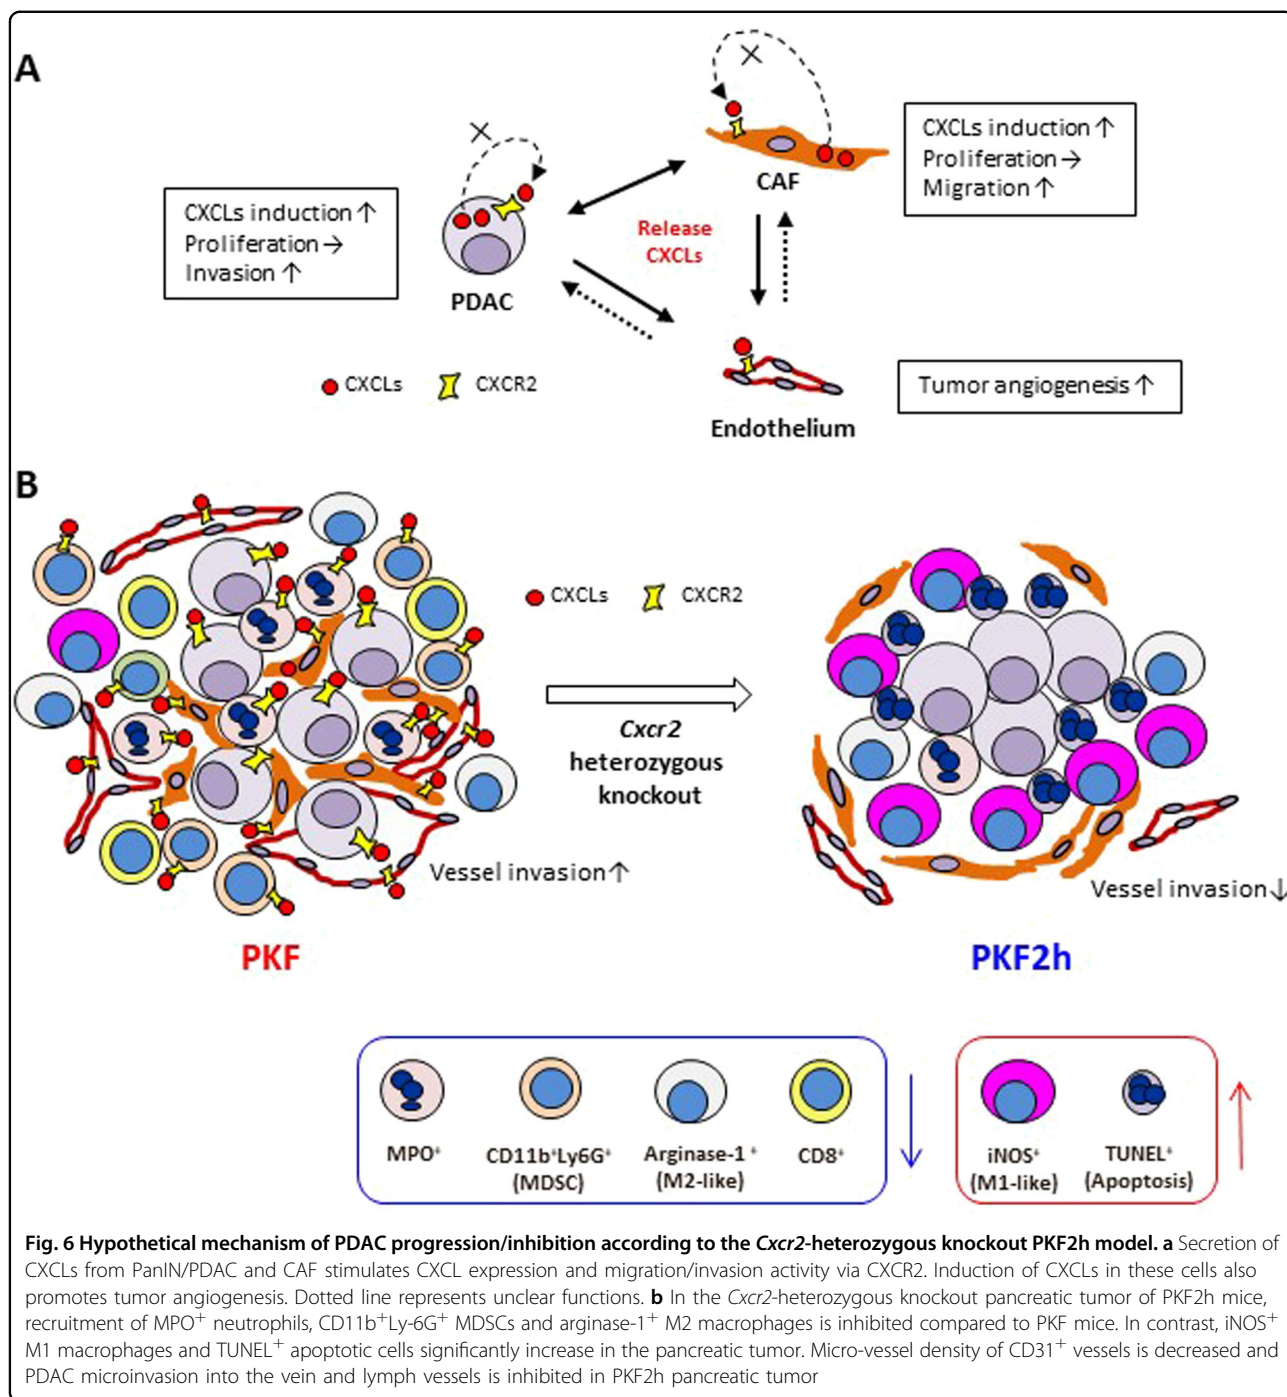 A
CXCLs induction ↑
Proliferation →
Migration ↑
CAF
CXCLs induction ↑
Proliferation →
Invasion ↑
Release
CXCLs
PDAC
CXCLs
CXCR2
Tumor angiogenesis ↑
Endothelium
B
CXCLs
CXCR2
Cxcr2
heterozygous
knockout
Vessel invasion ↑
Vessel invasion ↓
PKF
PKF2h
MPO⁺
CD11b⁺Ly6G⁺
(MDSC)
Arginase-1 ⁺
(M2-like)
CD8⁺
iNOS⁺
(M1-like)
TUNEL⁺
(Apoptosis)
Fig. 6 Hypothetical mechanism of PDAC progression/inhibition according to the Cxcr2-heterozygous knockout PKF2h model. a Secretion of
CXCLs from PanIN/PDAC and CAF stimulates CXCL expression and migration/invasion activity via CXCR2. Induction of CXCLs in these cells also
promotes tumor angiogenesis. Dotted line represents unclear functions. b In the Cxcr2-heterozygous knockout pancreatic tumor of PKF2h mice,
recruitment of MPO⁺ neutrophils, CD11b⁺Ly-6G⁺ MDSCs and arginase-1⁺ M2 macrophages is inhibited compared to PKF mice. In contrast, iNOS⁺
M1 macrophages and TUNEL⁺ apoptotic cells significantly increase in the pancreatic tumor. Micro-vessel density of CD31⁺ vessels is decreased and
PDAC microinvasion into the vein and lymph vessels is inhibited in PKF2h pancreatic tumor